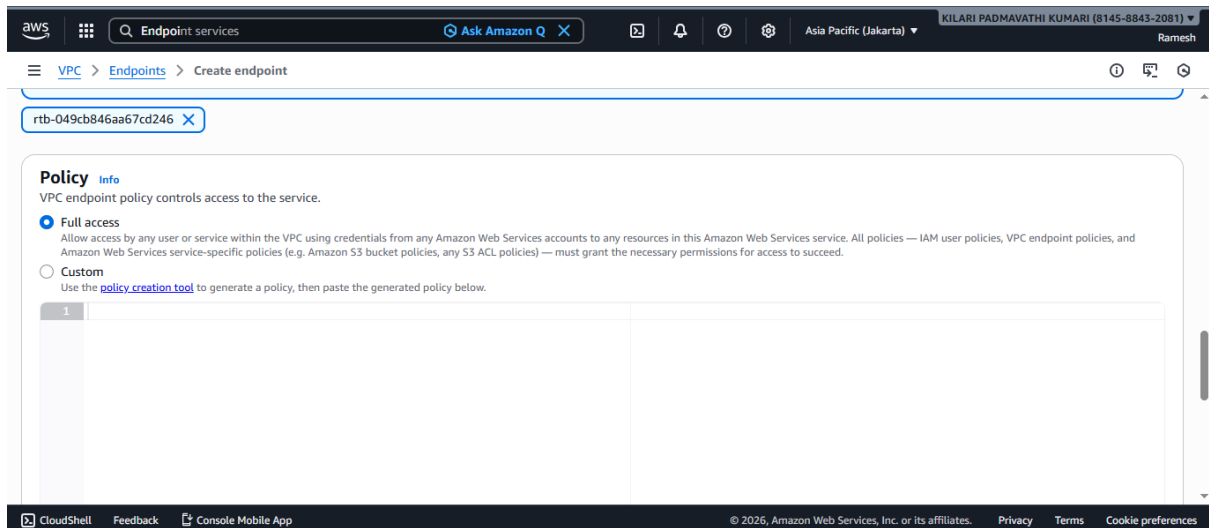 KILARI PADMAVATHI KUMARI (8145-8843-2081) ▼
aws
Endpoint services
Ask Amazon Q
Asia Pacific (Jakarta) ▼
Ramesh
VPC > Endpoints > Create endpoint
rtb-049cb846aa67cd246
Policy Info
VPC endpoint policy controls access to the service.
Full access
Allow access by any user or service within the VPC using credentials from any Amazon Web Services accounts to any resources in this Amazon Web Services service. All policies — IAM user policies, VPC endpoint policies, and
Amazon Web Services service-specific policies (e.g. Amazon S3 bucket policies, any S3 ACL policies) — must grant the necessary permissions for access to succeed.
Custom
Use the policy creation tool to generate a policy, then paste the generated policy below.
1
CloudShell Feedback Console Mobile App © 2026, Amazon Web Services, Inc. or its affiliates. Privacy Terms Cookie preferences